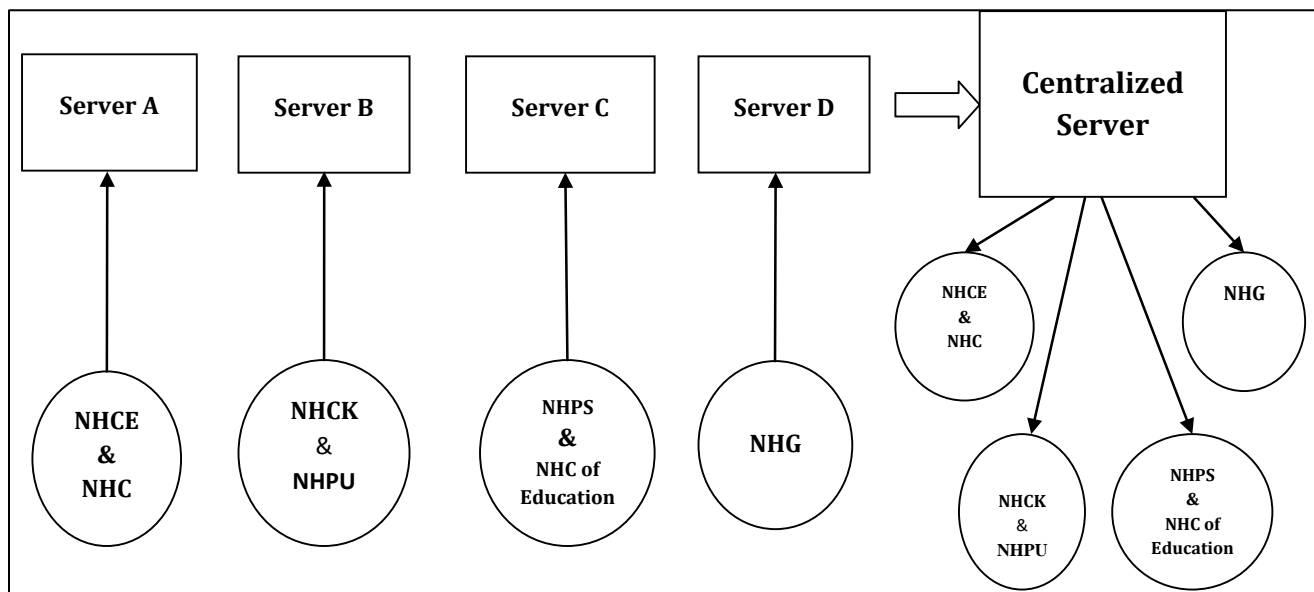 Server A
Server B
Server C
Server D
Centralized
Server
NHCE
&
NHC
NHCK
&
NHPU
NHPS
&
NHC of
Education
NHG
NHCE
&
NHC
NHG
NHCK
&
NHPU
NHPS
&
NHC of
Education